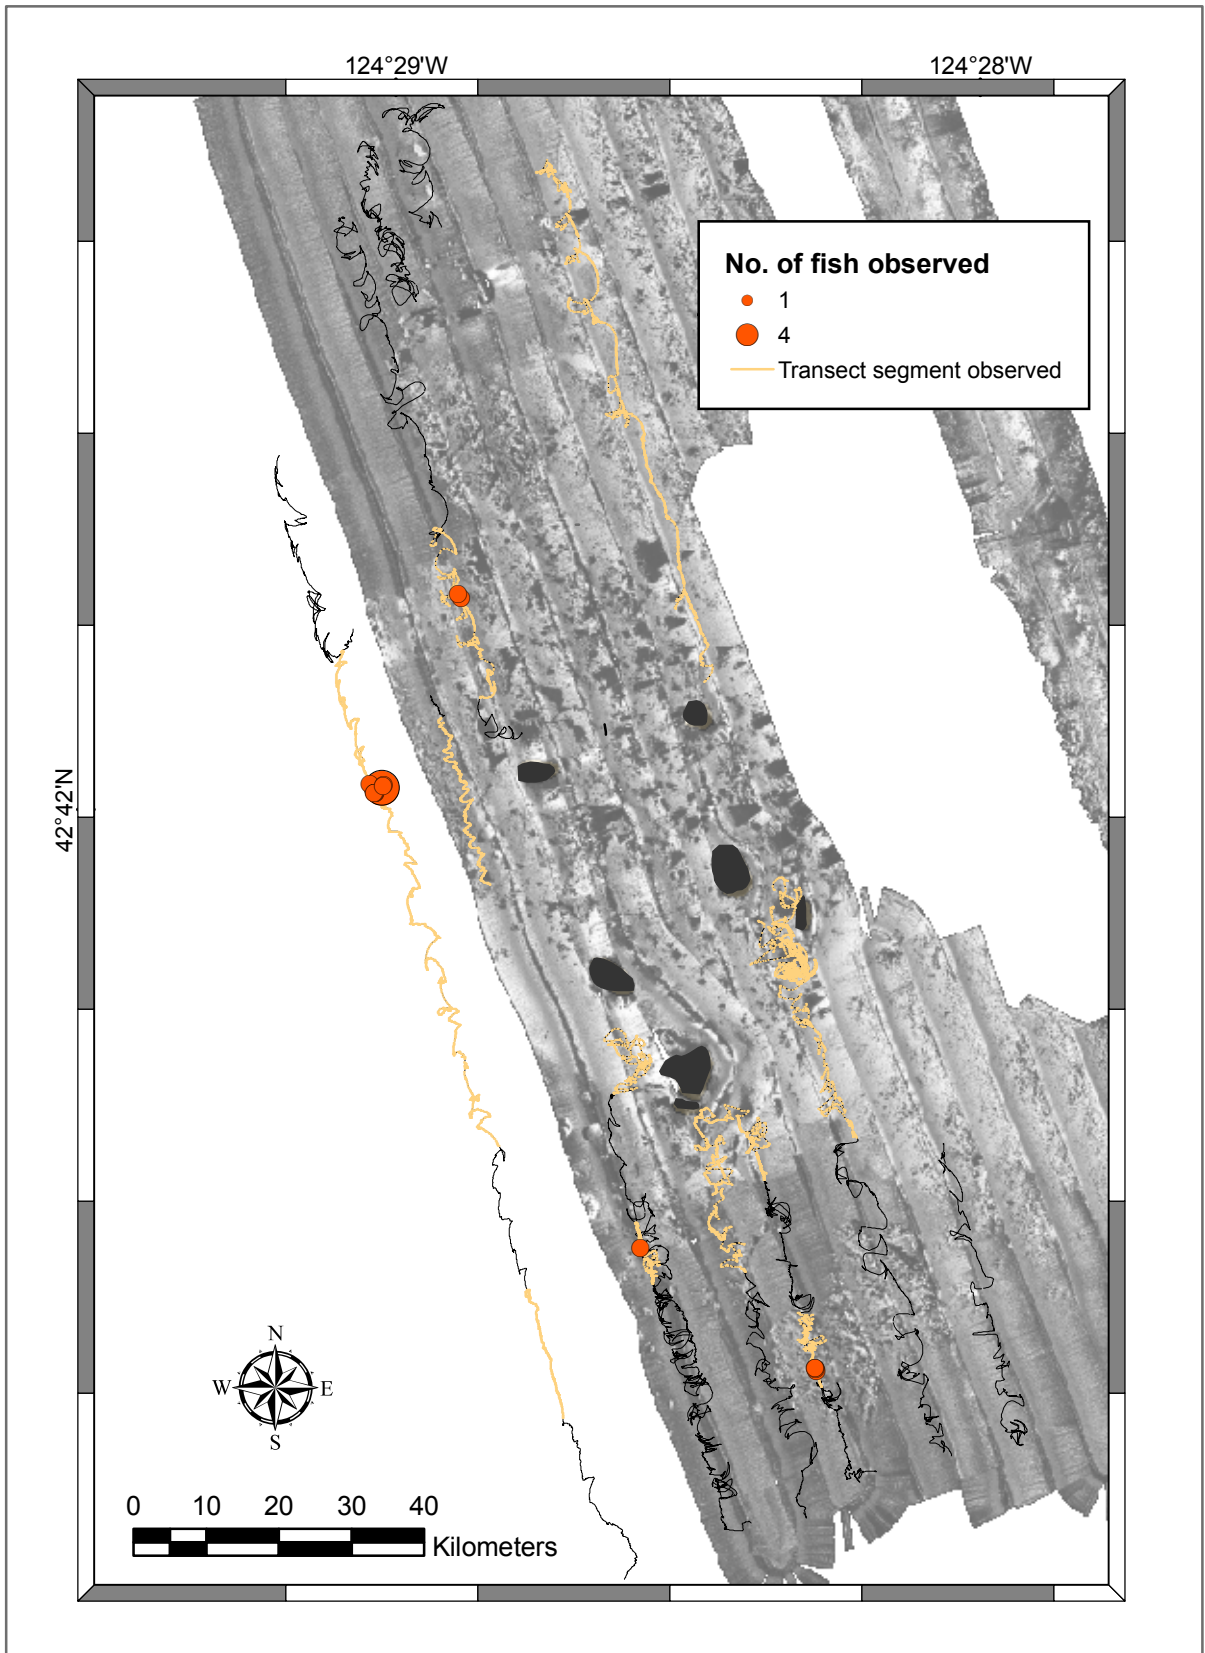 124°29'W 124°28'W
No. of fish observed
1
4
Transect segment observed
42°42'N
N
W E
S
0 10 20 30 40
Kilometers